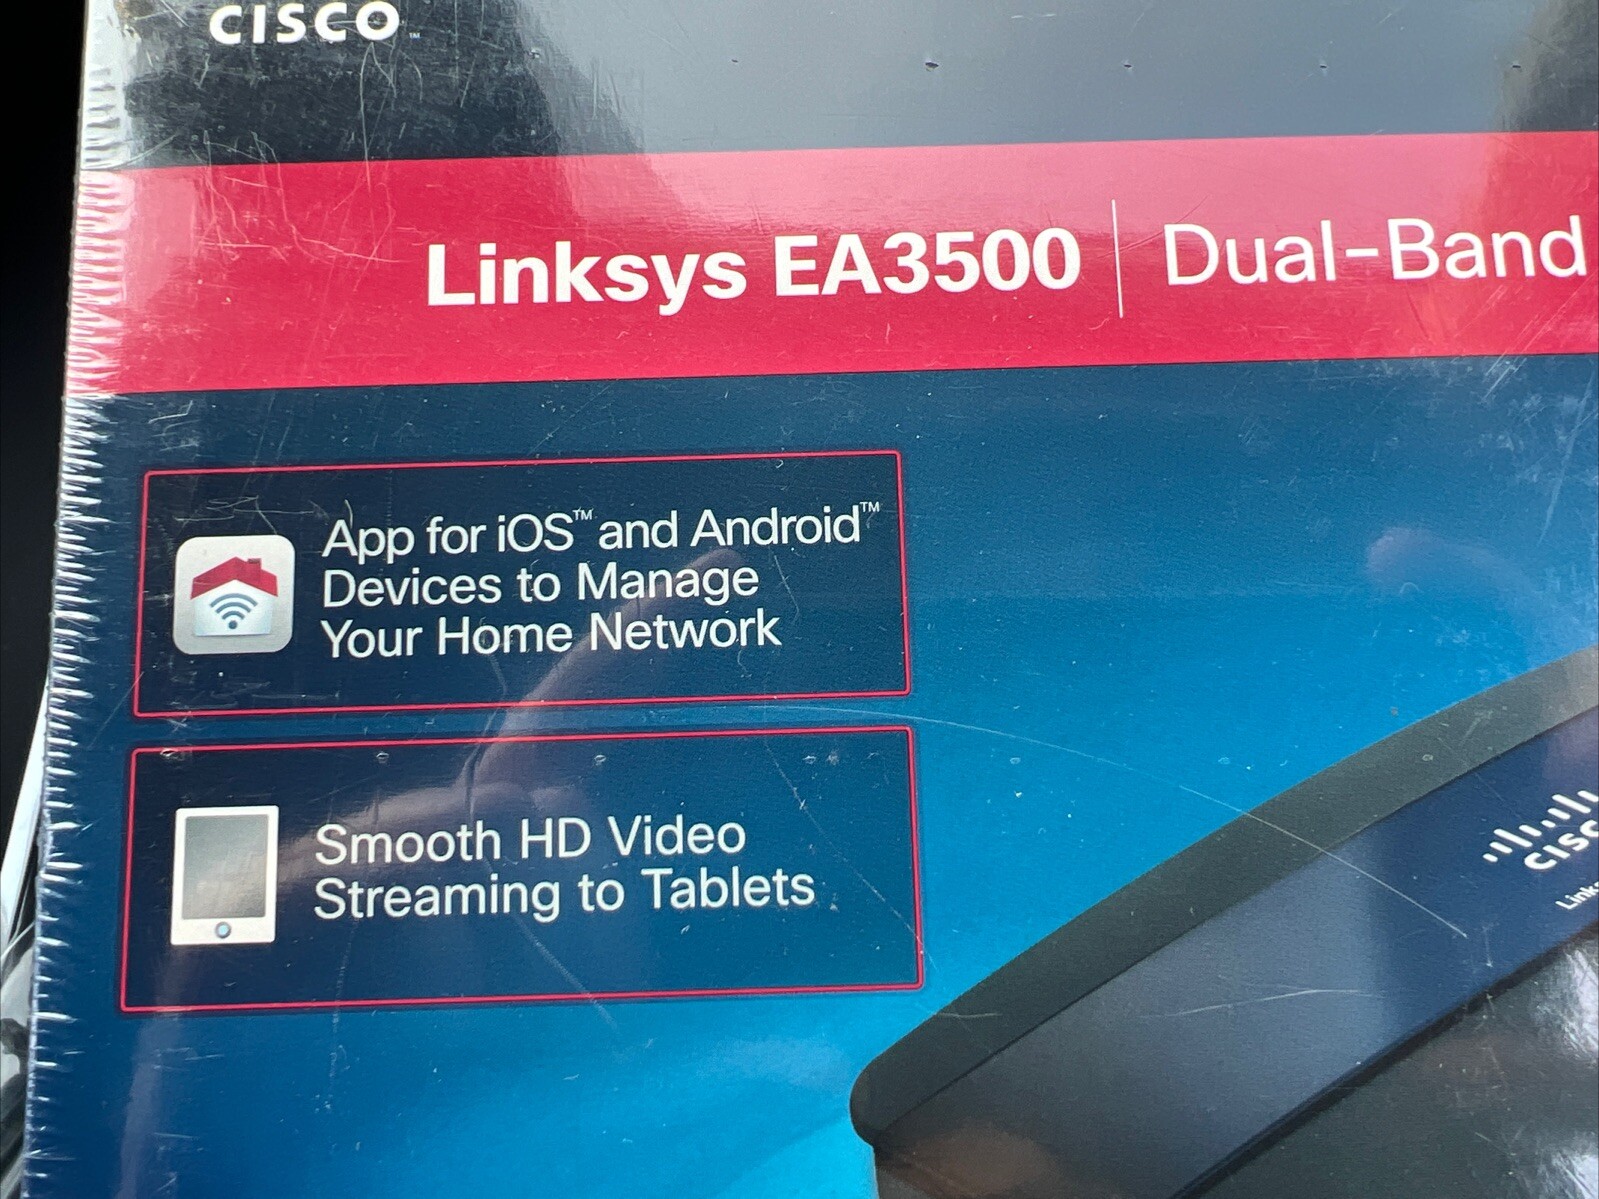 CISCO™
Linksys EA3500 | Dual-Band
App for iOS™ and Android™
Devices to Manage
Your Home Network
Smooth HD Video
Streaming to Tablets